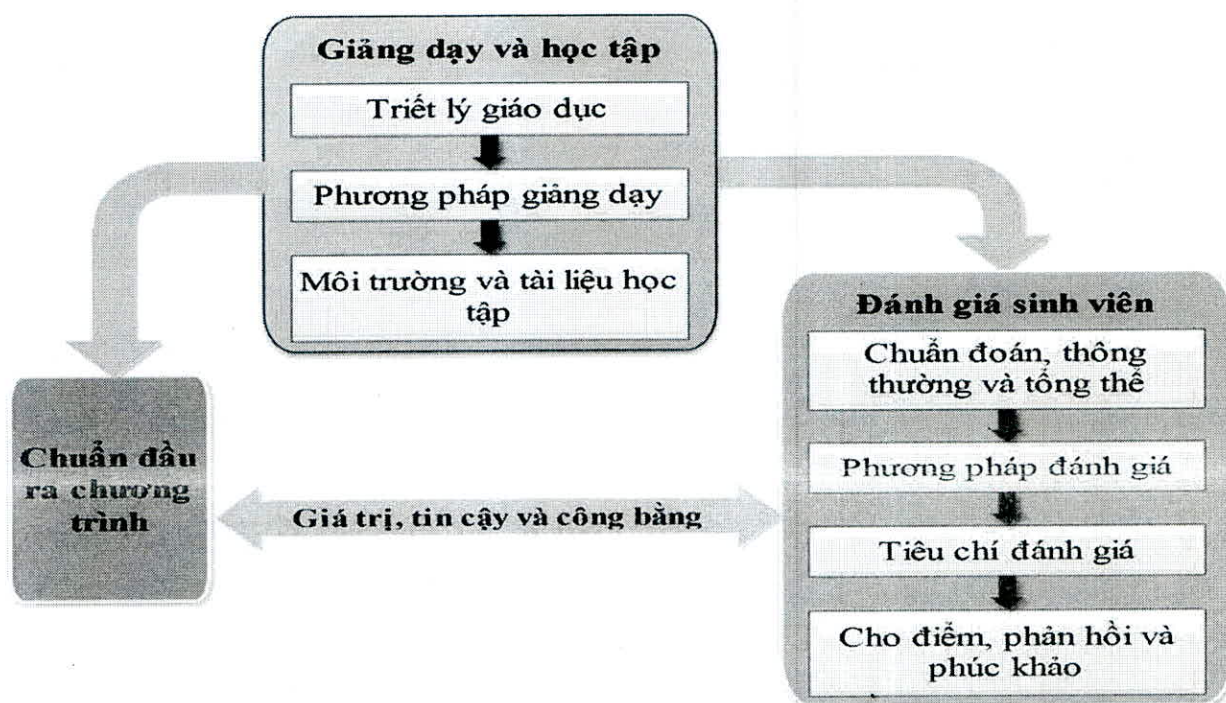 Giảng dạy và học tập
Triết lý giáo dục
Phương pháp giảng dạy
Môi trường và tài liệu học
tập
Đánh giá sinh viên
Chuẩn đoán, thông
thường và tổng thể
Phương pháp đánh giá
Tiêu chí đánh giá
Cho điểm, phản hồi và
phúc khảo
Chuẩn đầu
ra chương
trình
Giá trị, tin cậy và công bằng